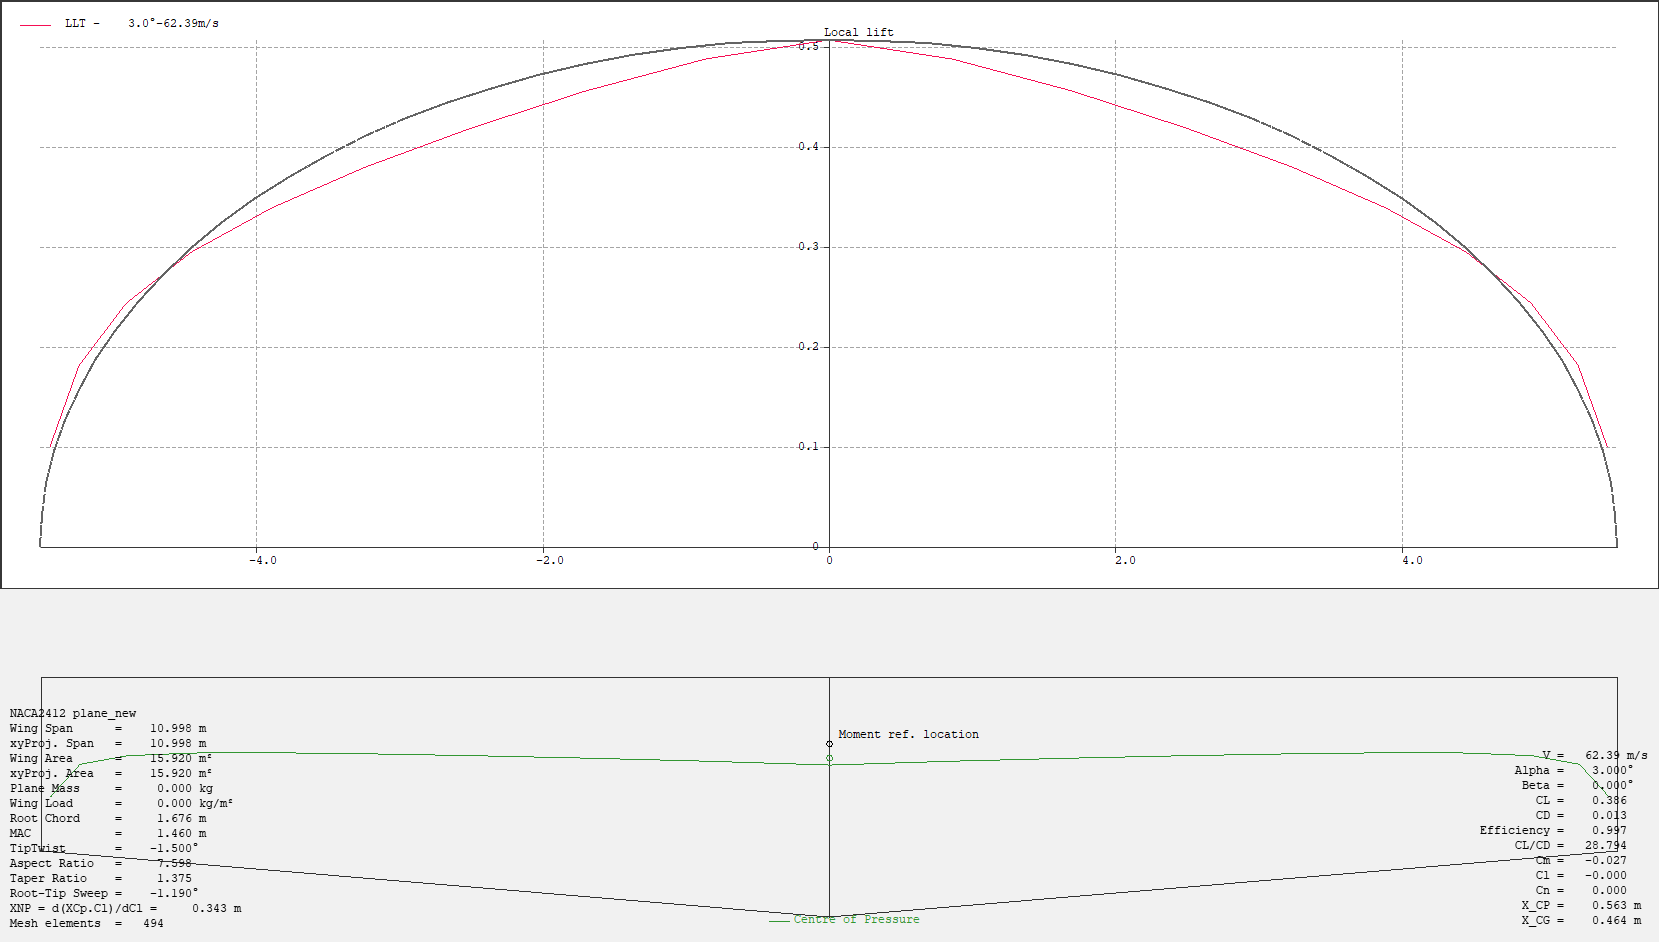 LLT - 3.0°-62.39m/s
Local lift
0.5
0.4
0.3
0.2
0.1
0
-4.0 -2.0 0 2.0 4.0
Moment ref. location
NACA2412 plane_new
Wing Span = 10.998 m
xyProj. Span = 10.998 m
Wing Area = 15.920 m²
xyProj. Area = 15.920 m²
Plane Mass = 0.000 kg
Wing Load = 0.000 kg/m²
Root Chord = 1.676 m
MAC = 1.460 m
TipTwist = -1.500°
Aspect Ratio = 7.598
Taper Ratio = 1.375
Root-Tip Sweep = -1.190°
XNP = d(XCp.Cl)/dCl = 0.343 m
Mesh elements = 494
V = 62.39 m/s
Alpha = 3.000°
Beta = 0.000°
CL = 0.386
CD = 0.013
Efficiency = 0.997
CL/CD = 28.794
Cm = -0.027
Cl = -0.000
Cn = 0.000
X_CP = 0.563 m
X_CG = 0.464 m
Centre of Pressure